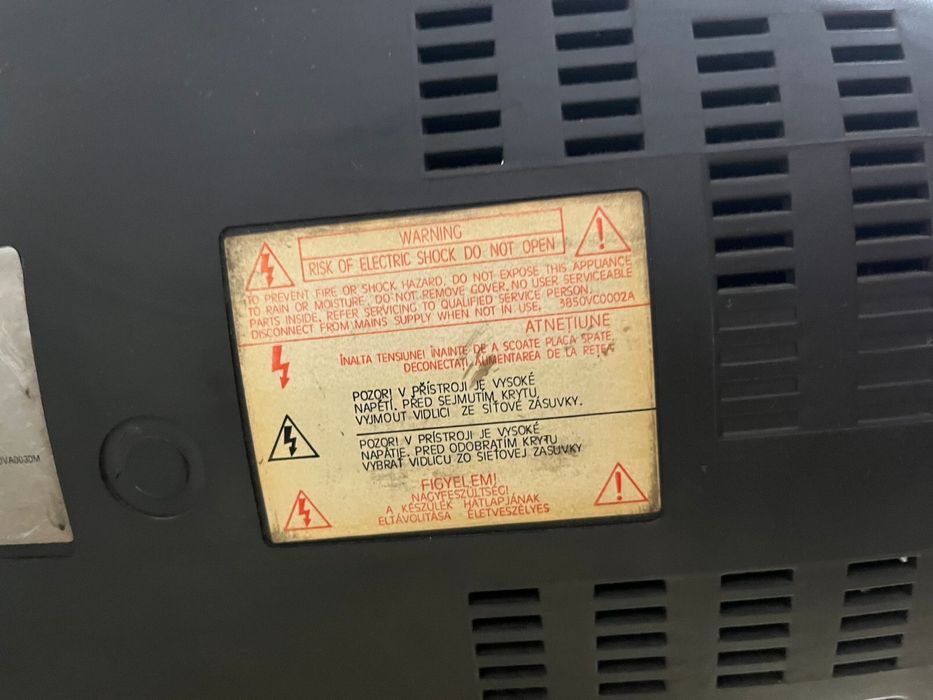 WARNING
RISK OF ELECTRIC SHOCK DO NOT OPEN
TO PREVENT FIRE OR SHOCK HAZARD, DO NOT EXPOSE THIS APPLIANCE
TO RAIN OR MOISTURE. DO NOT REMOVE COVER. NO USER SERVICEABLE
PARTS INSIDE. REFER SERVICING TO QUALIFIED SERVICE PERSON.
DISCONNECT FROM MAINS SUPPLY WHEN NOT IN USE. 3850VC0002A
ATNEȚIUNE
ÎNALTA TENSIUNE! ÎNAINTE DE A SCOATE PLACA SPATE,
DECONECTAȚI ALIMENTAREA DE LA REȚEA.
POZOR! V PŘÍSTROJI JE VYSOKÉ
NAPĚTÍ. PŘED SEJMUTÍM, KRYTU,
VYJMOUT VIDLICI ZE SÍŤOVÉ ZÁSUVKY.
POZOR! V PRÍSTROJI JE VYSOKÉ
NAPÄTIE. PRED ODOBRATÍM KRYTU
VYBRAŤ VIDLICU ZO SIEŤOVEJ ZÁSUVKY
FIGYELEM!
NAGYFESZÜLTSÉG!
A KÉSZÜLÉK HÁTLAPJÁNAK
ELTÁVOLÍTÁSA ÉLETVESZÉLYES